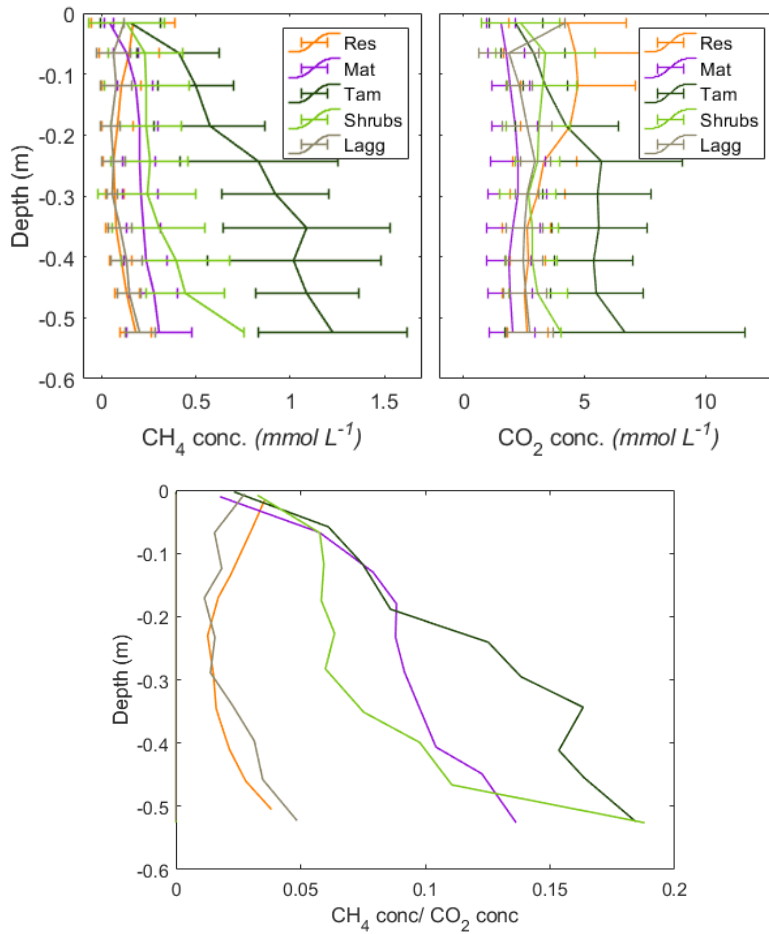 0
-0.1
-0.2
-0.3
-0.4
-0.5
-0.6
Depth (m)
0
0.5
1
1.5
CH4 conc. (mmol L-1)
Res
Mat
Tam
Shrubs
Lagg
0
5
10
CO2 conc. (mmol L-1)
Res
Mat
Tam
Shrubs
Lagg
0
-0.1
-0.2
-0.3
-0.4
-0.5
-0.6
Depth (m)
0
0.05
0.1
0.15
0.2
CH4 conc/ CO2 conc